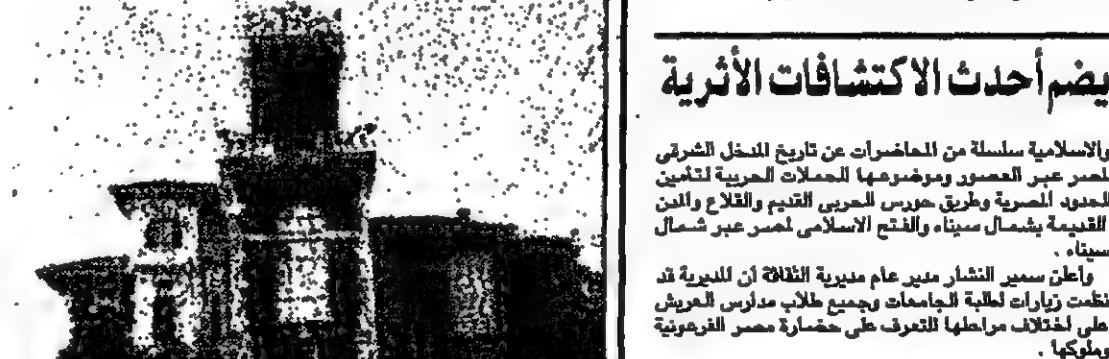 يضم أحدث الاكتشافات الأثرية
والاسلامية سلسلة من المحاضرات عن تاريخ المدخل الشرقى
لمصر عبر العصور وموضوعها الحملات الحربية لتأمين
الحدود المصرية وطريق حورس الحربى القديم والقلاع والمدن
القديمة بشمال سيناء والفتح الاسلامى لمصر عبر شمال
سيناء .
وأعلن سمير النشار مدير عام مديرية الثقافة أن المديرية قد
نظمت زيارات لطلبة الجامعات وجميع طلاب مدارس العريش
على اختلاف مراحلها للتعرف على حضارة مصر الفرعونية
وملوكها .